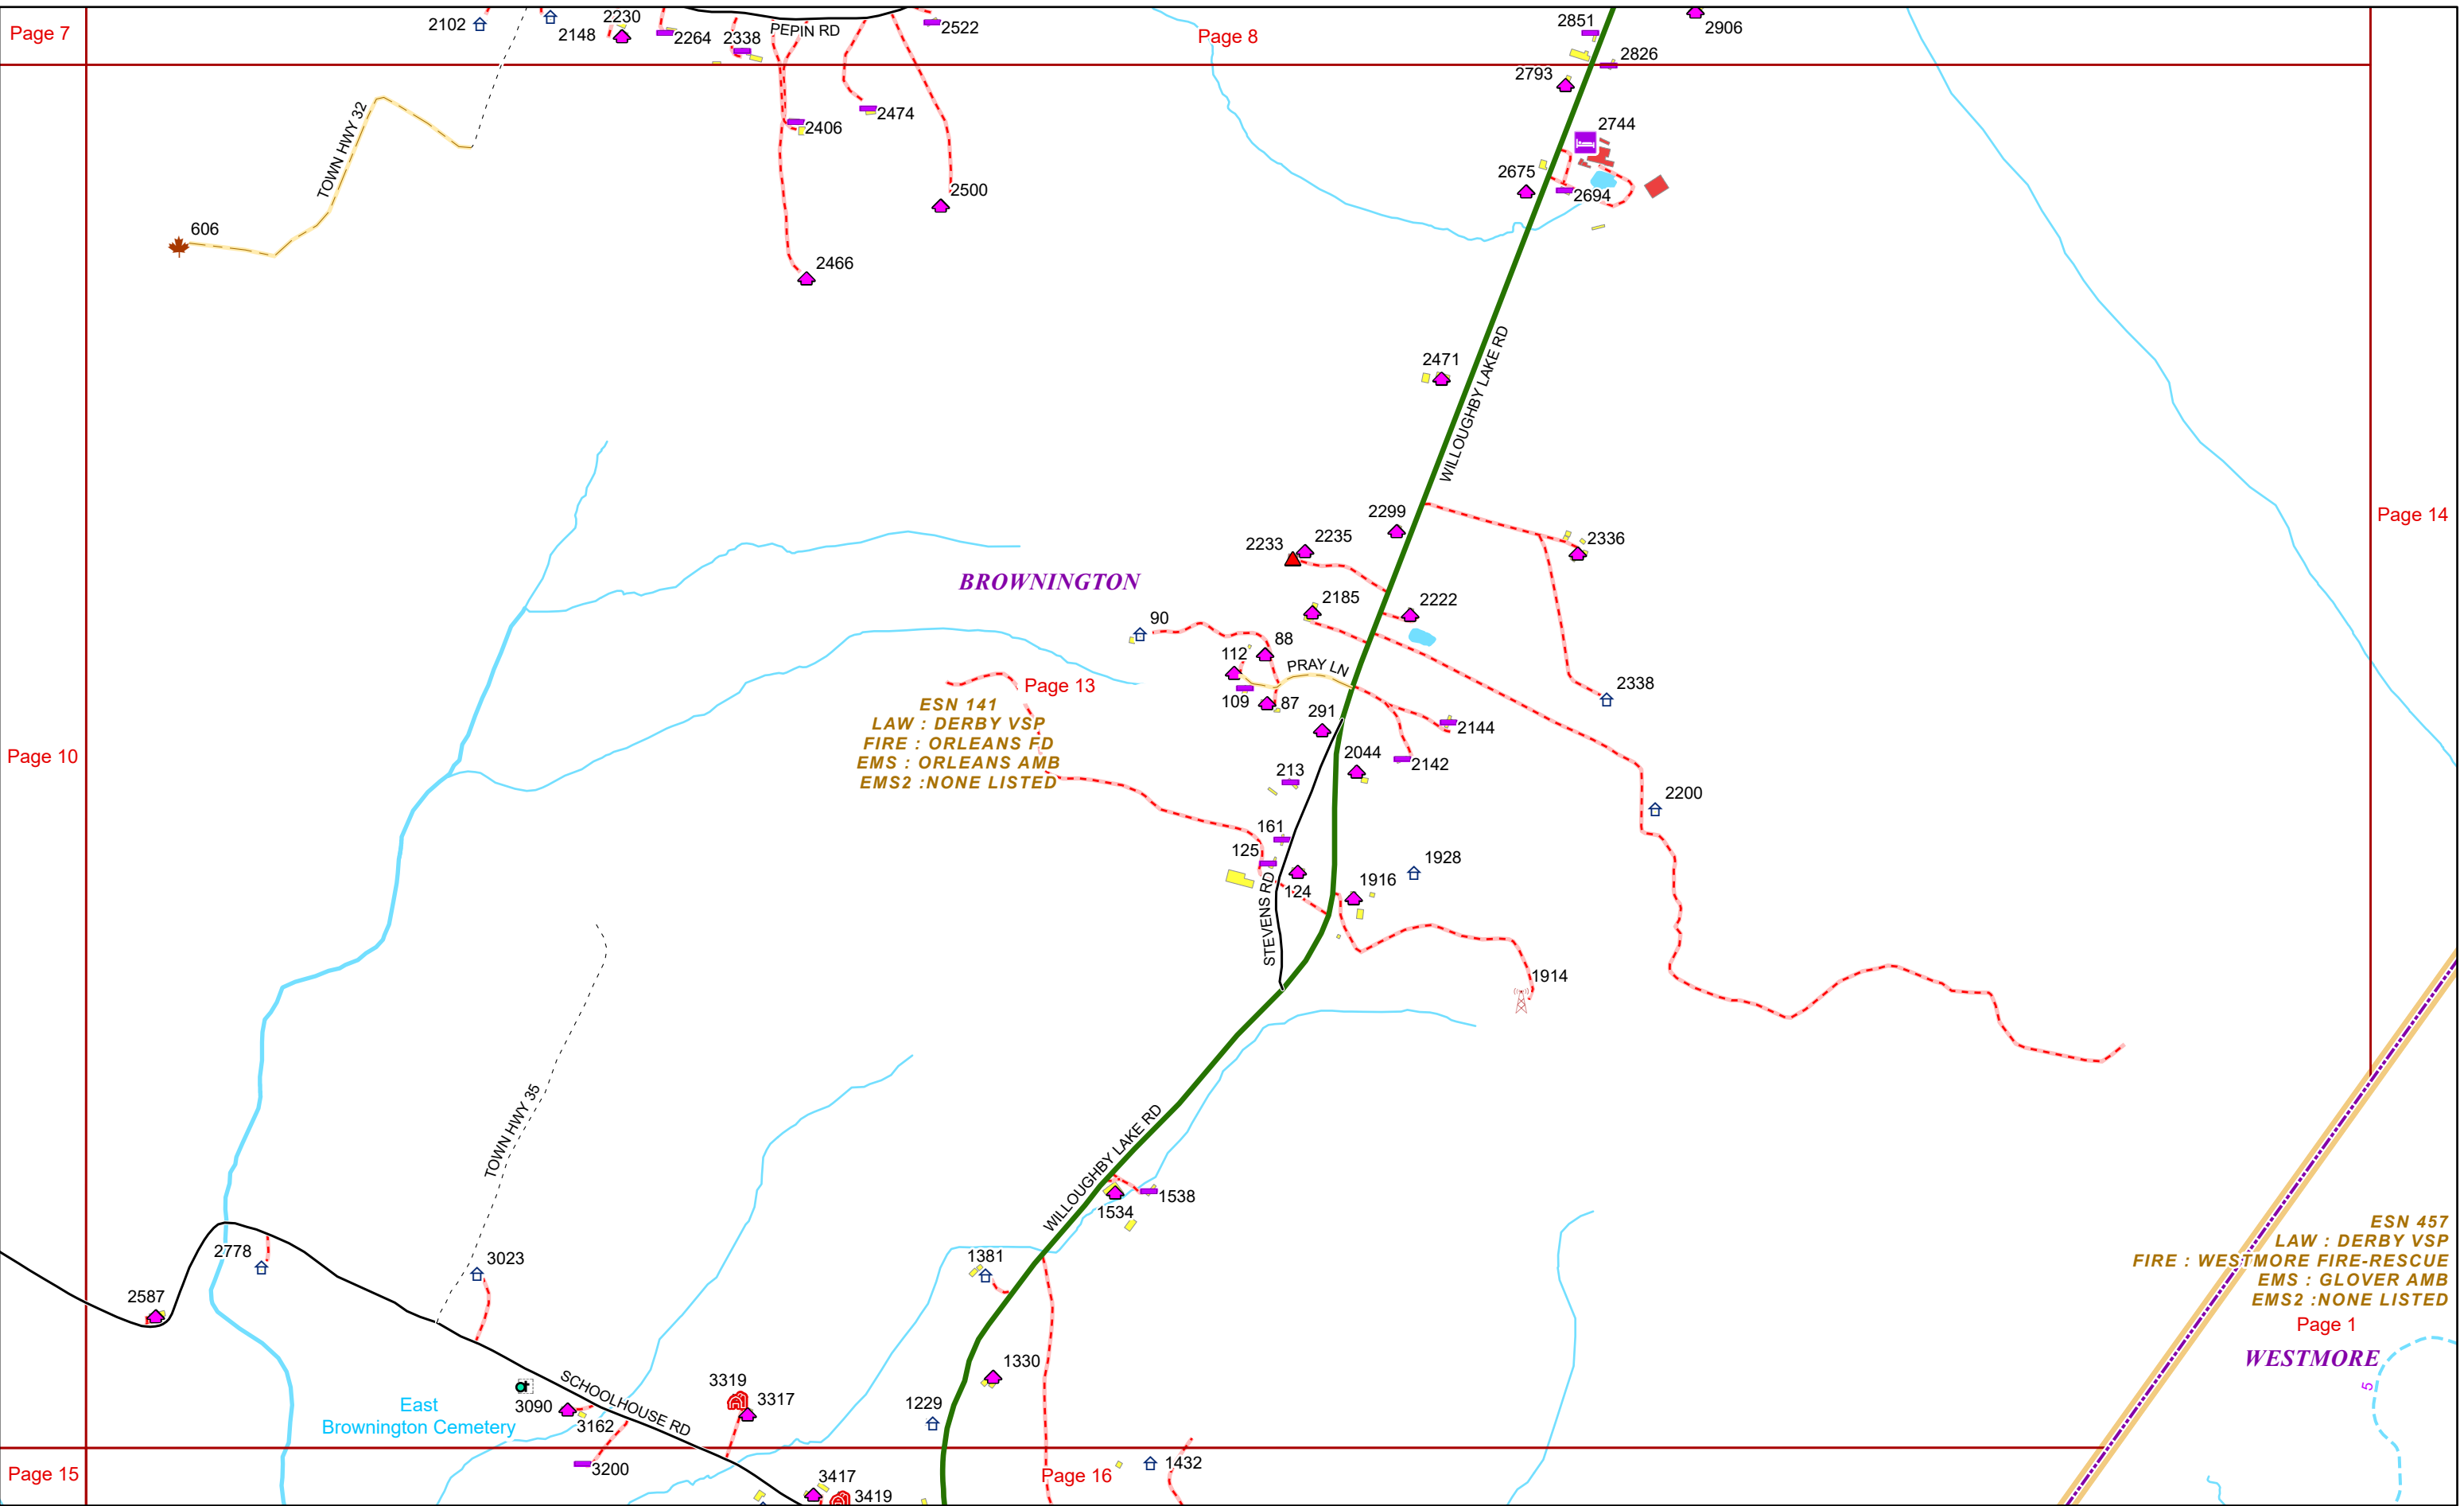 Page 7
2102
2148
2230
2264
2338
PEPIN RD
2522
Page 8
2851
2826
2906
2793
2744
2675
2694
TOWN HWY 32
2406
2474
2500
606
2466
2471
WILLOUGHBY LAKE RD
Page 14
2299
2233
2235
2336
BROWNINGTON
2185
2222
90
88
112
PRAY LN
Page 13
109
87
2338
291
2144
ESN 141
LAW : DERBY VSP
FIRE : ORLEANS FD
EMS : ORLEANS AMB
EMS2 :NONE LISTED
Page 10
2044
2142
213
2200
161
125
1928
124
1916
STEVENS RD
1914
TOWN HWY 35
WILLOUGHBY LAKE RD
1538
1534
2778
3023
1381
2587
ESN 457
LAW : DERBY VSP
FIRE : WESTMORE FIRE-RESCUE
EMS : GLOVER AMB
EMS2 :NONE LISTED
Page 1
WESTMORE
5
1330
SCHOOLHOUSE RD
3319
3317
1229
East
Brownington Cemetery
3090
3162
Page 15
3200
3417
3419
Page 16
1432